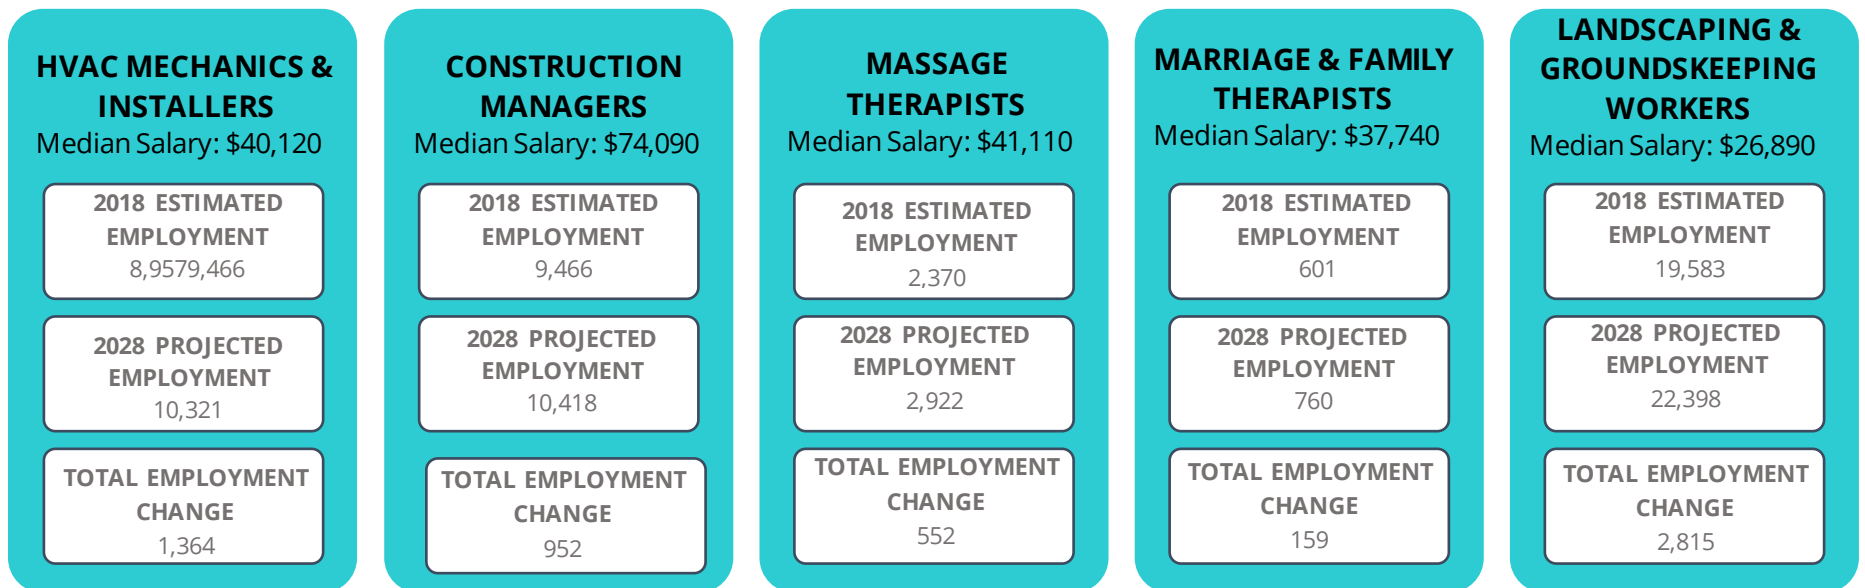 HVAC MECHANICS &
INSTALLERS
Median Salary: $40,120
2018 ESTIMATED
EMPLOYMENT
8,9579,466
2028 PROJECTED
EMPLOYMENT
10,321
TOTAL EMPLOYMENT
CHANGE
1,364
CONSTRUCTION
MANAGERS
Median Salary: $74,090
2018 ESTIMATED
EMPLOYMENT
9,466
2028 PROJECTED
EMPLOYMENT
10,418
TOTAL EMPLOYMENT
CHANGE
952
MASSAGE
THERAPISTS
Median Salary: $41,110
2018 ESTIMATED
EMPLOYMENT
2,370
2028 PROJECTED
EMPLOYMENT
2,922
TOTAL EMPLOYMENT
CHANGE
552
MARRIAGE & FAMILY
THERAPISTS
Median Salary: $37,740
2018 ESTIMATED
EMPLOYMENT
601
2028 PROJECTED
EMPLOYMENT
760
TOTAL EMPLOYMENT
CHANGE
159
LANDSCAPING &
GROUNDSKEEPING
WORKERS
Median Salary: $26,890
2018 ESTIMATED
EMPLOYMENT
19,583
2028 PROJECTED
EMPLOYMENT
22,398
TOTAL EMPLOYMENT
CHANGE
2,815